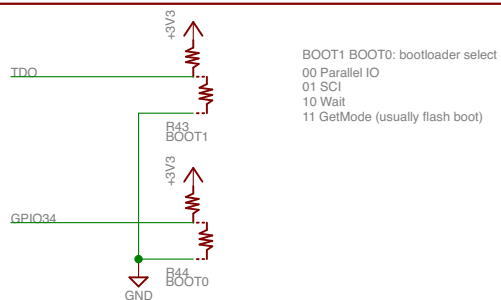 +3V3
TDO
R43
BOOT1
+3V3
GPIO34
R44
BOOT0
GND
BOOT1 BOOT0: bootloader select
00 Parallel IO
01 SCI
10 Wait
11 GetMode (usually flash boot)